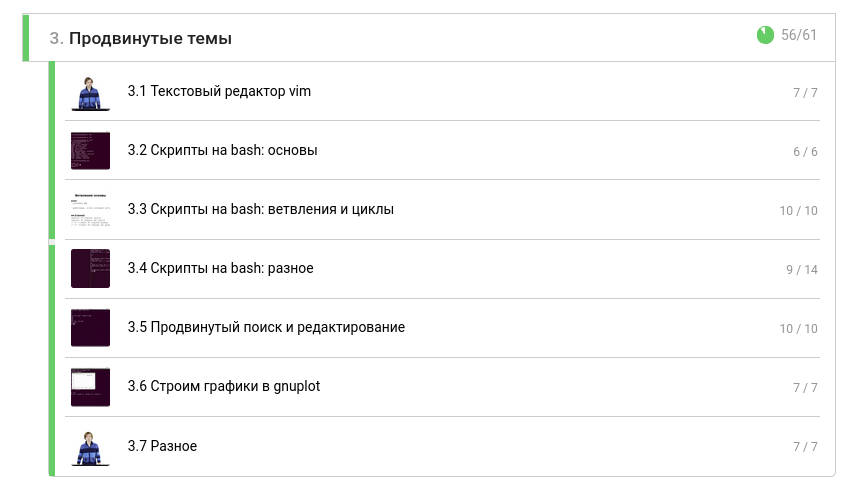 3. Продвинутые темы
56/61
3.1 Текстовый редактор vim
7 / 7
3.2 Скрипты на bash: основы
6 / 6
3.3 Скрипты на bash: ветвления и циклы
10 / 10
3.4 Скрипты на bash: разное
9 / 14
3.5 Продвинутый поиск и редактирование
10 / 10
3.6 Строим графики в gnuplot
7 / 7
3.7 Разное
7 / 7